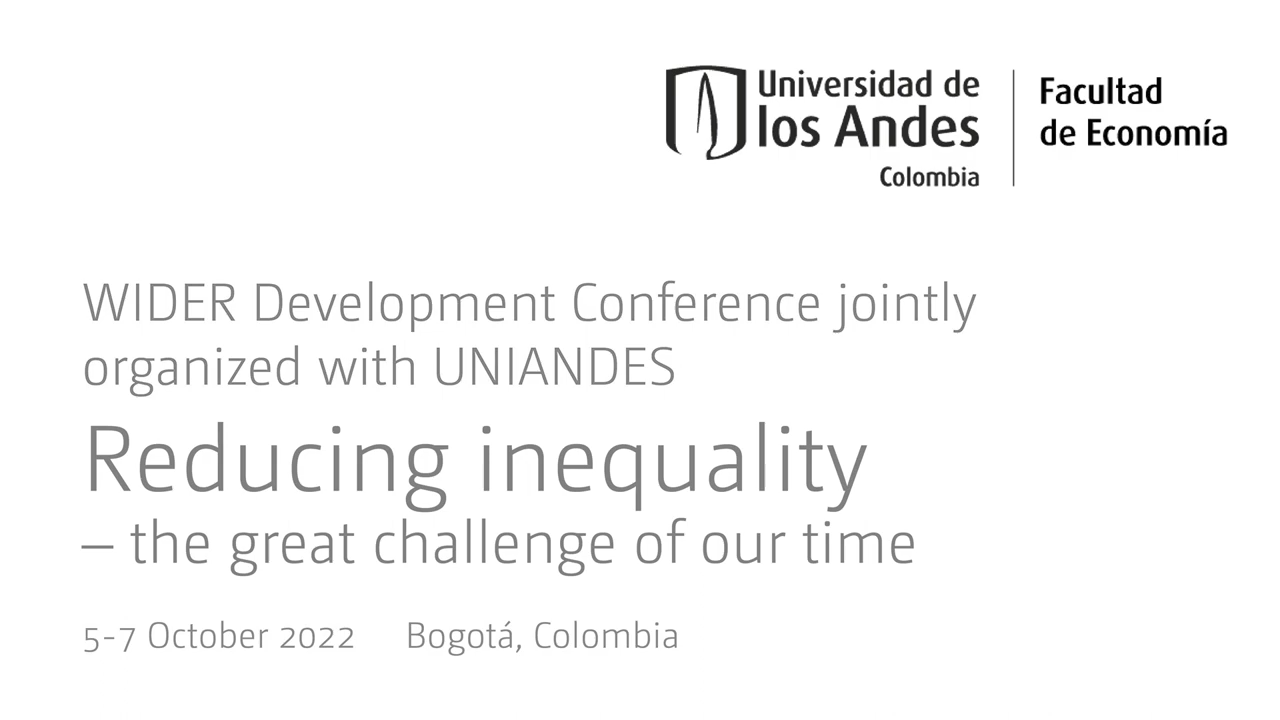 Universidad de
los Andes
Colombia
Facultad
de Economía
WIDER Development Conference jointly
organized with UNIANDES
Reducing inequality
– the great challenge of our time
5-7 October 2022 Bogotá, Colombia